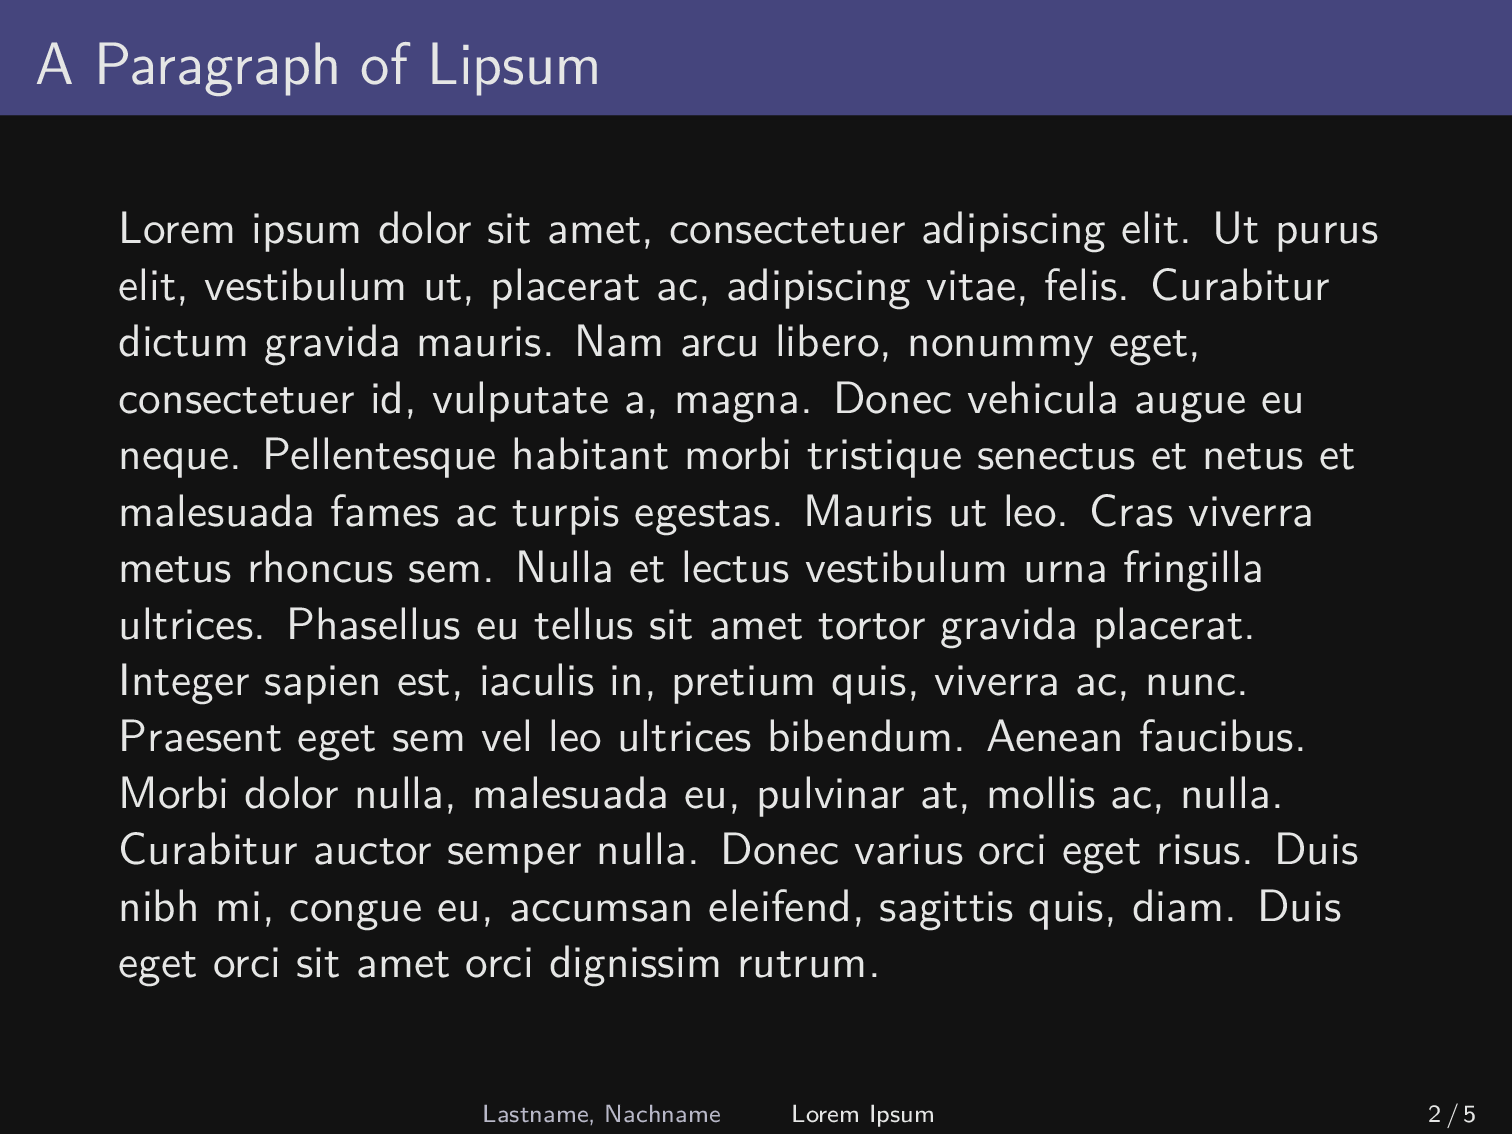 A Paragraph of Lipsum
Lorem ipsum dolor sit amet, consectetuer adipiscing elit. Ut purus
elit, vestibulum ut, placerat ac, adipiscing vitae, felis. Curabitur
dictum gravida mauris. Nam arcu libero, nonummy eget,
consectetuer id, vulputate a, magna. Donec vehicula augue eu
neque. Pellentesque habitant morbi tristique senectus et netus et
malesuada fames ac turpis egestas. Mauris ut leo. Cras viverra
metus rhoncus sem. Nulla et lectus vestibulum urna fringilla
ultrices. Phasellus eu tellus sit amet tortor gravida placerat.
Integer sapien est, iaculis in, pretium quis, viverra ac, nunc.
Praesent eget sem vel leo ultrices bibendum. Aenean faucibus.
Morbi dolor nulla, malesuada eu, pulvinar at, mollis ac, nulla.
Curabitur auctor semper nulla. Donec varius orci eget risus. Duis
nibh mi, congue eu, accumsan eleifend, sagittis quis, diam. Duis
eget orci sit amet orci dignissim rutrum.
Lastname, Nachname Lorem Ipsum 2 / 5